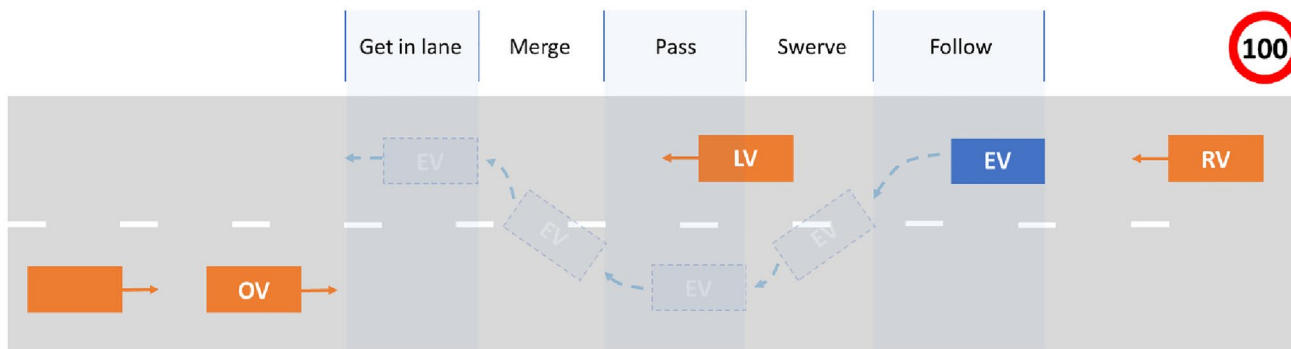 Get in lane
Merge
Pass
Swerve
Follow
100
EV
LV
EV
RV
EV
EV
OV
EV